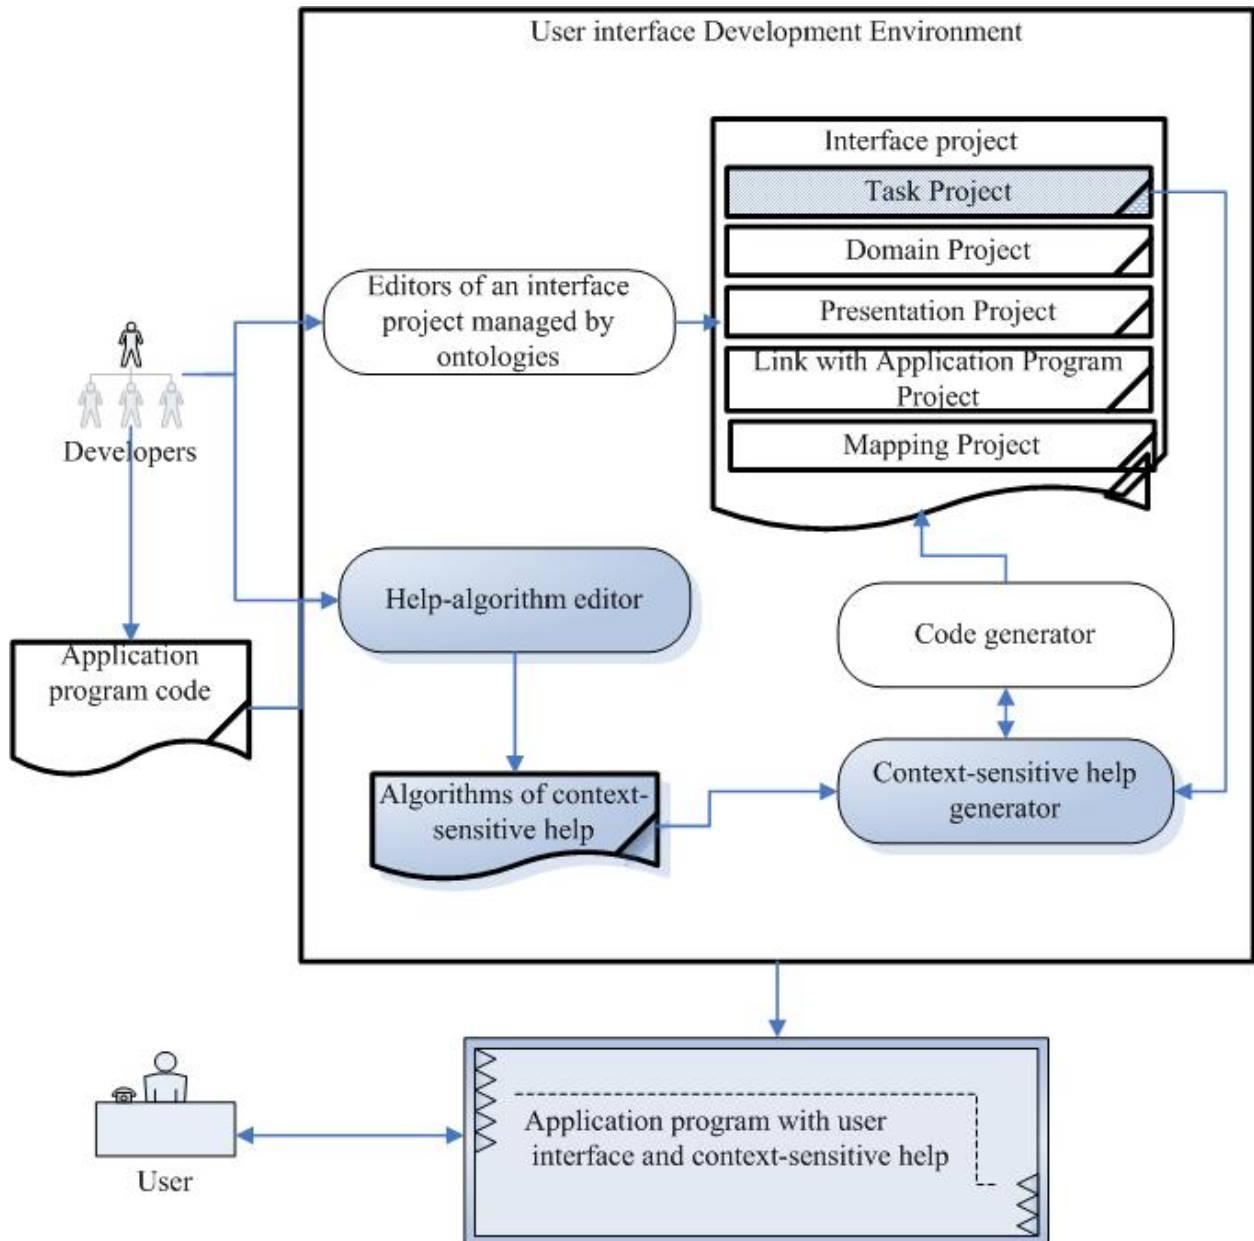 User interface Development Environment
Interface project
Task Project
Domain Project
Presentation Project
Link with Application Program
Project
Mapping Project
Editors of an interface
project managed by
ontologies
Developers
Help-algorithm editor
Code generator
Application
program code
Algorithms of context-
sensitive help
Context-sensitive help
generator
Application program with user
interface and context-sensitive help
User